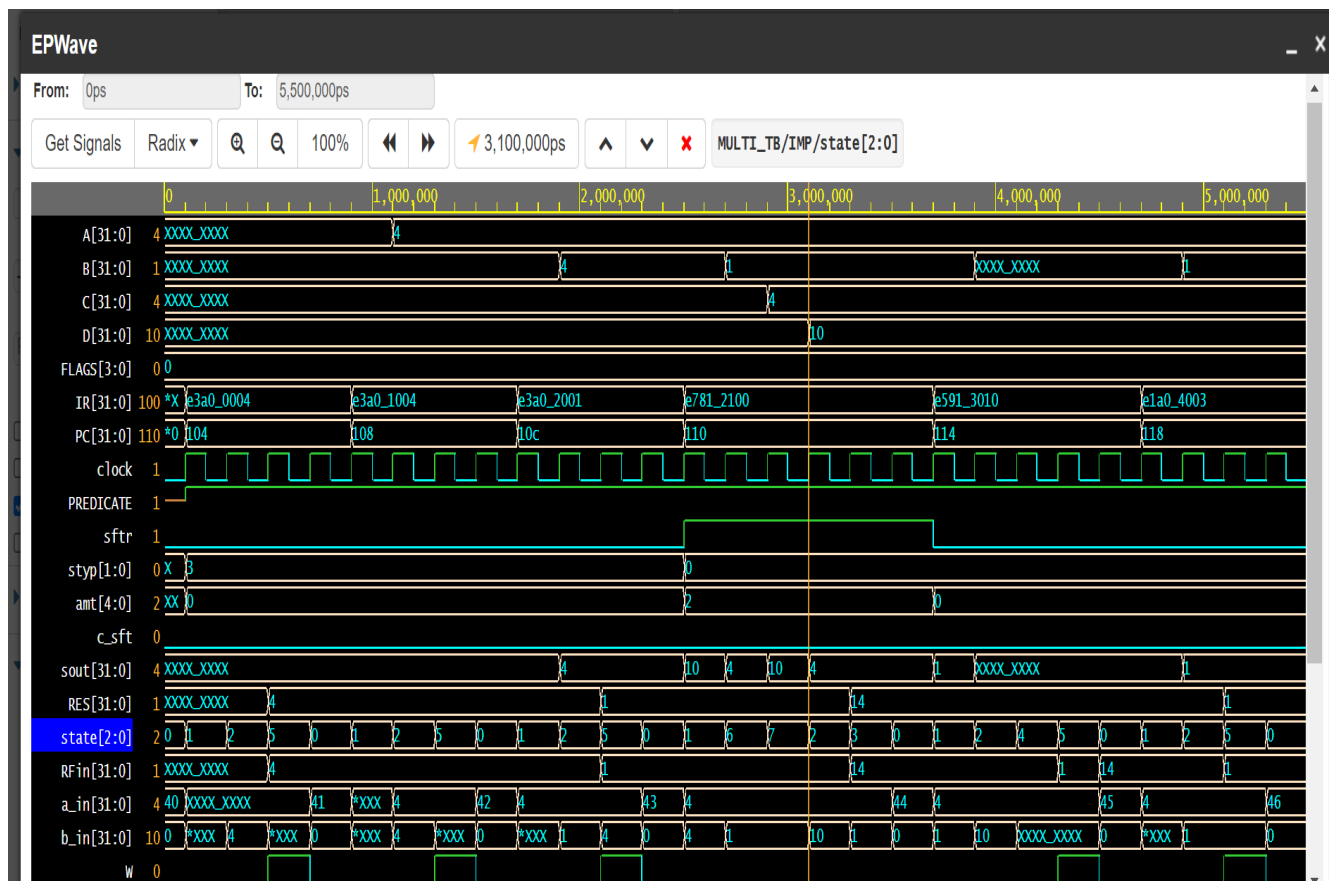 EPWave
From: 0ps To: 5,500,000ps
Get Signals Radix 100% 3,100,000ps MULTI_TB/IMP/state[2:0]
0 1,000,000 2,000,000 3,000,000 4,000,000 5,000,000
A[31:0] 4 XXXX_XXXX 4
B[31:0] 1 XXXX_XXXX 4 1 XXXX_XXXX 1
C[31:0] 4 XXXX_XXXX 4
D[31:0] 10 XXXX_XXXX 10
FLAGS[3:0] 0 0
IR[31:0] 100 *X e3a0_0004 e3a0_1004 e3a0_2001 e781_2100 e591_3010 e1a0_4003
PC[31:0] 110 *0 104 108 10c 110 114 118
clock 1
PREDICATE 1
sftr 1
styp[1:0] 0 X 3 0
amt[4:0] 2 XX 0 2 0
c_sft 0
sout[31:0] 4 XXXX_XXXX 4 10 4 10 4 1 XXXX_XXXX 1
RES[31:0] 1 XXXX_XXXX 4 1 14 1
state[2:0] 2 0 1 2 5 0 1 2 5 0 1 2 5 0 1 6 7 2 3 0 1 2 4 5 0 1 2 5 0
RFin[31:0] 1 XXXX_XXXX 4 1 14 1 14 1
a_in[31:0] 4 40 XXXX_XXXX 41 *XXX 4 42 4 43 4 44 4 45 4 46
b_in[31:0] 10 0 *XXX 4 *XXX 0 *XXX 4 *XXX 0 *XXX 1 4 0 4 1 10 1 0 1 10 XXXX_XXXX 0 *XXX 1 0
W 0